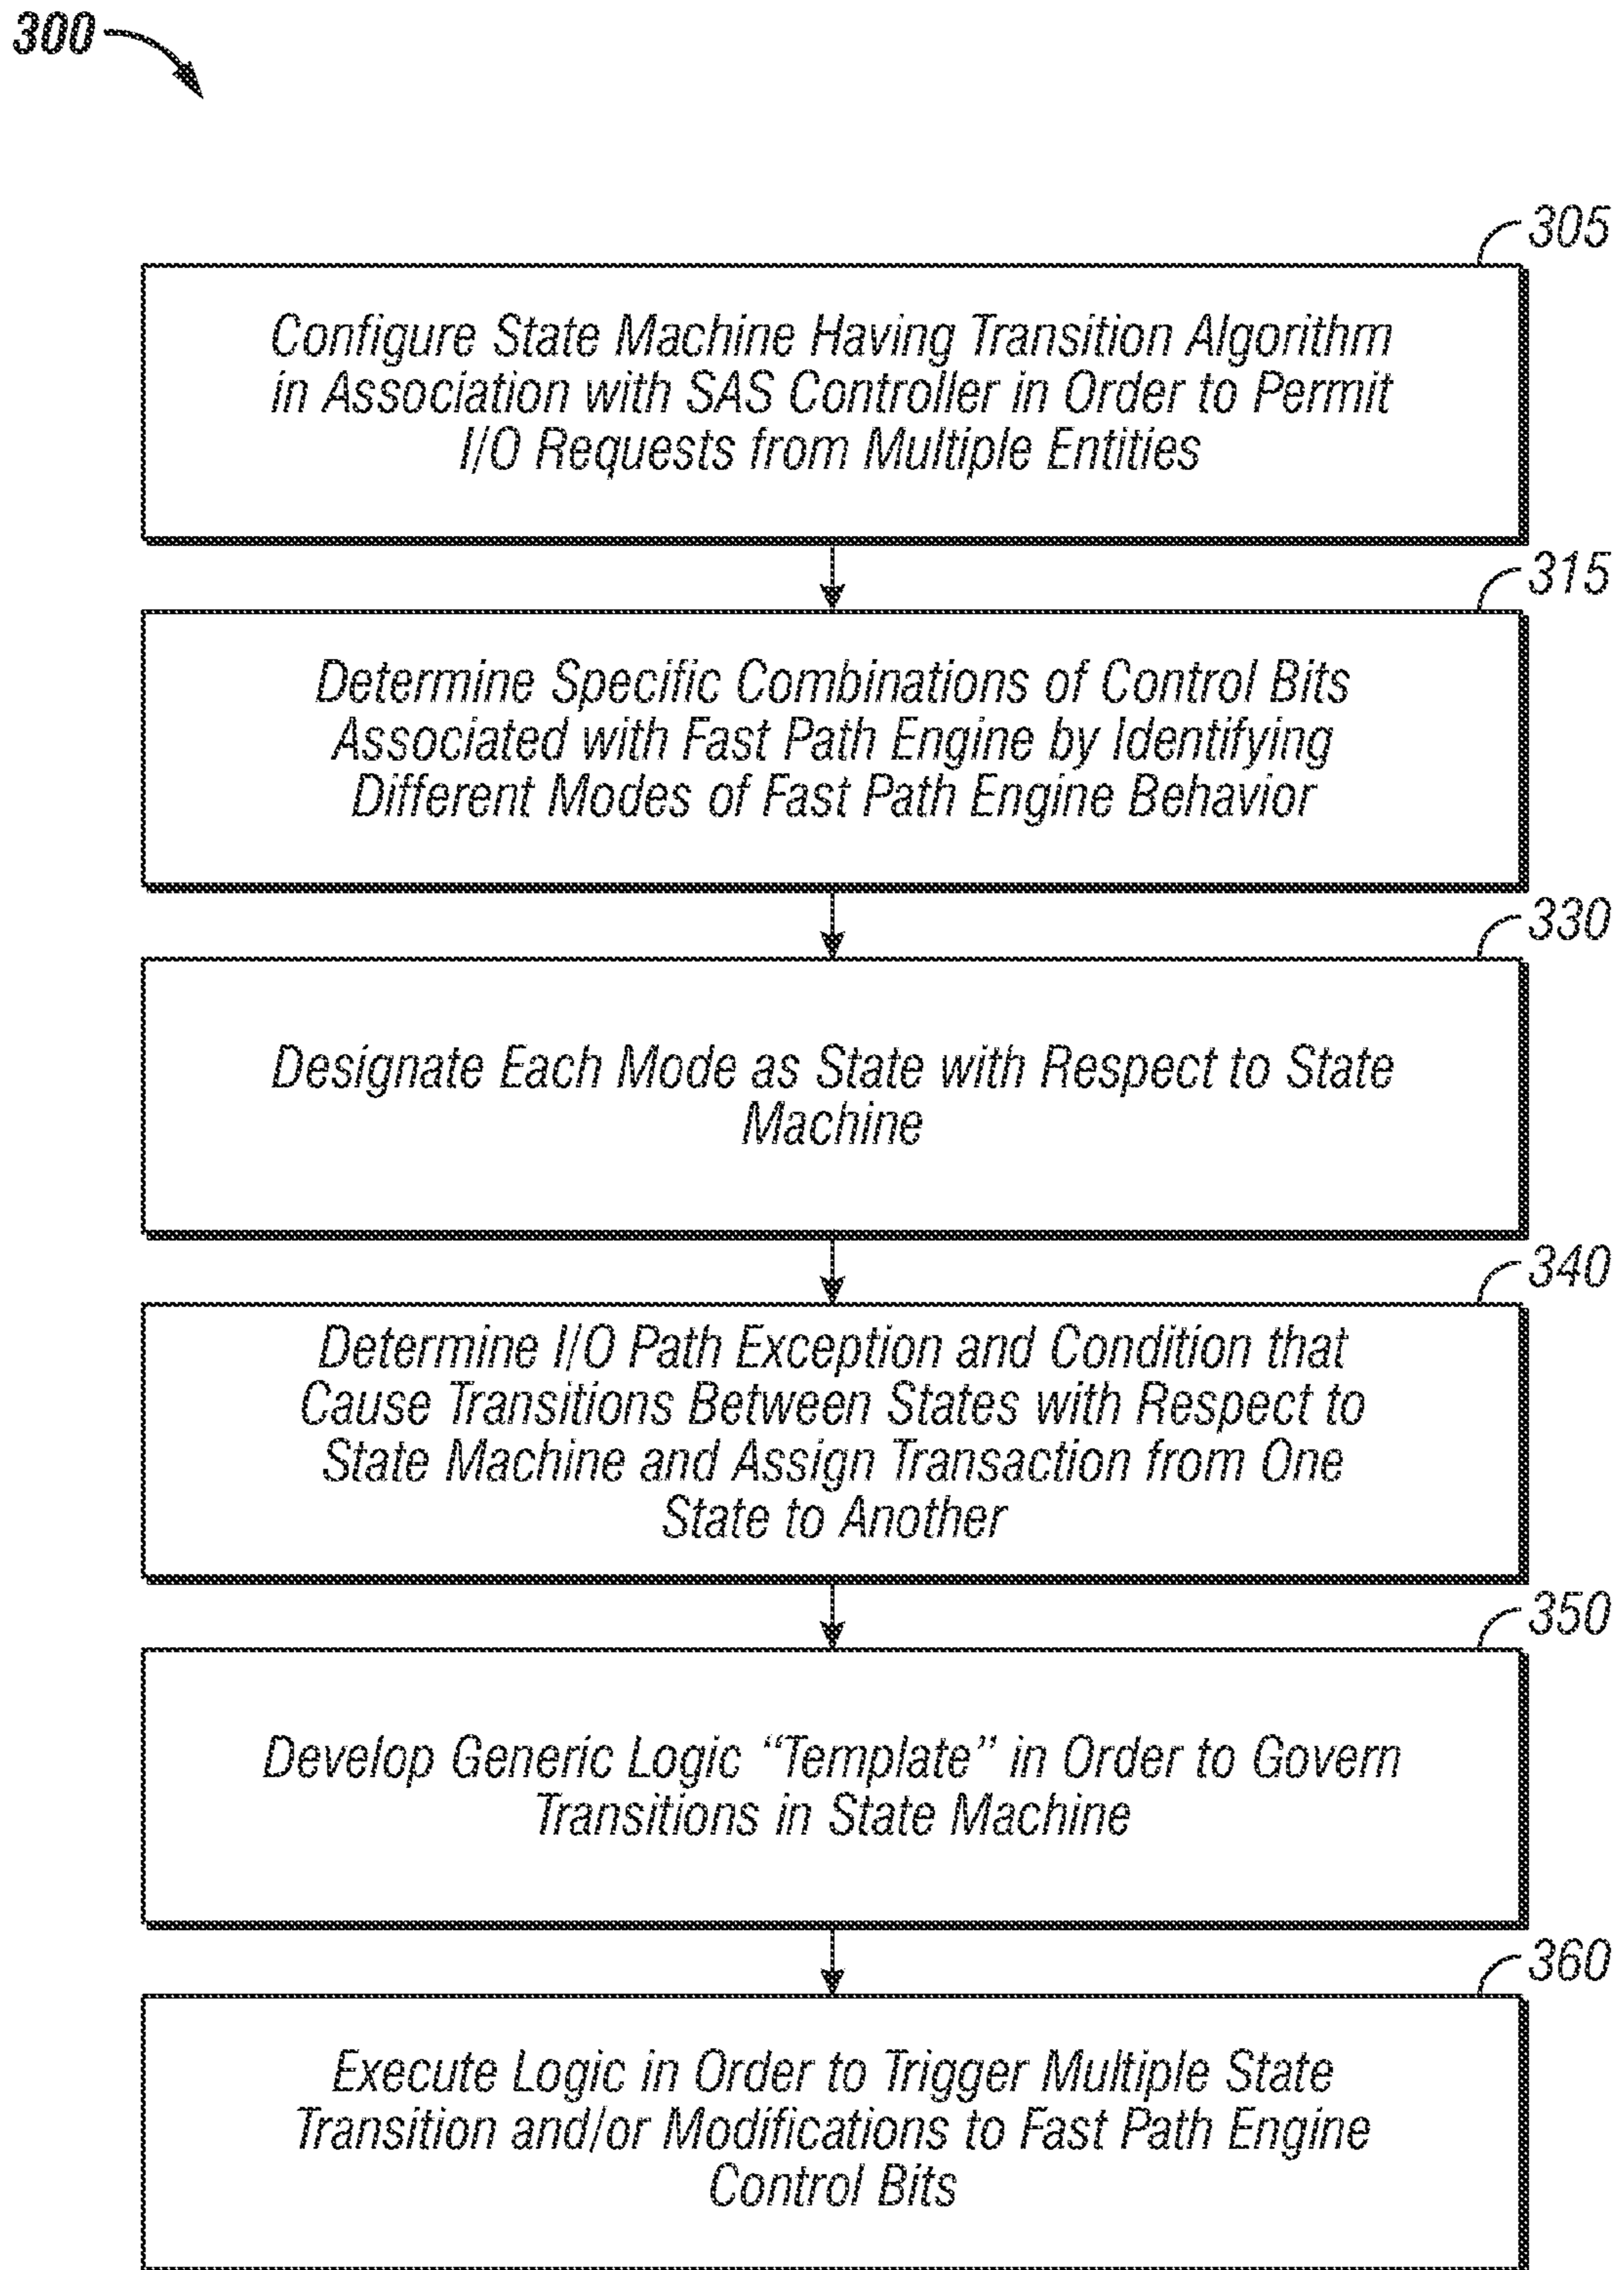 300
305
Configure State Machine Having Transition Algorithm
in Association with SAS Controller in Order to Permit
I/O Requests from Multiple Entities
315
Determine Specific Combinations of Control Bits
Associated with Fast Path Engine by Identifying
Different Modes of Fast Path Engine Behavior
330
Designate Each Mode as State with Respect to State
Machine
340
Determine I/O Path Exception and Condition that
Cause Transitions Between States with Respect to
State Machine and Assign Transaction from One
State to Another
350
Develop Generic Logic “Template” in Order to Govern
Transitions in State Machine
360
Execute Logic in Order to Trigger Multiple State
Transition and/or Modifications to Fast Path Engine
Control Bits